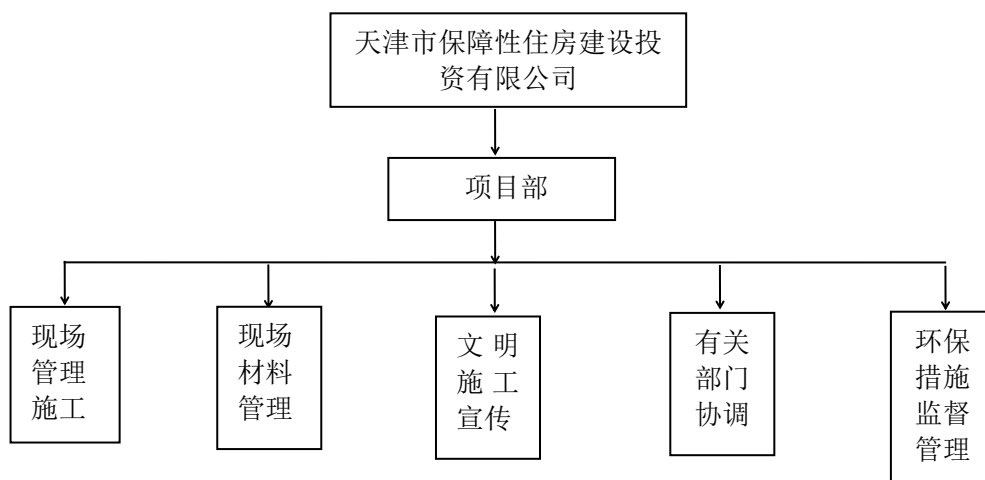 天津市保障性住房建设投
资有限公司
项目部
现场
管理
施工
现场
材料
管理
文 明
施 工
宣传
有关
部门
协调
环保
措施
监督
管理